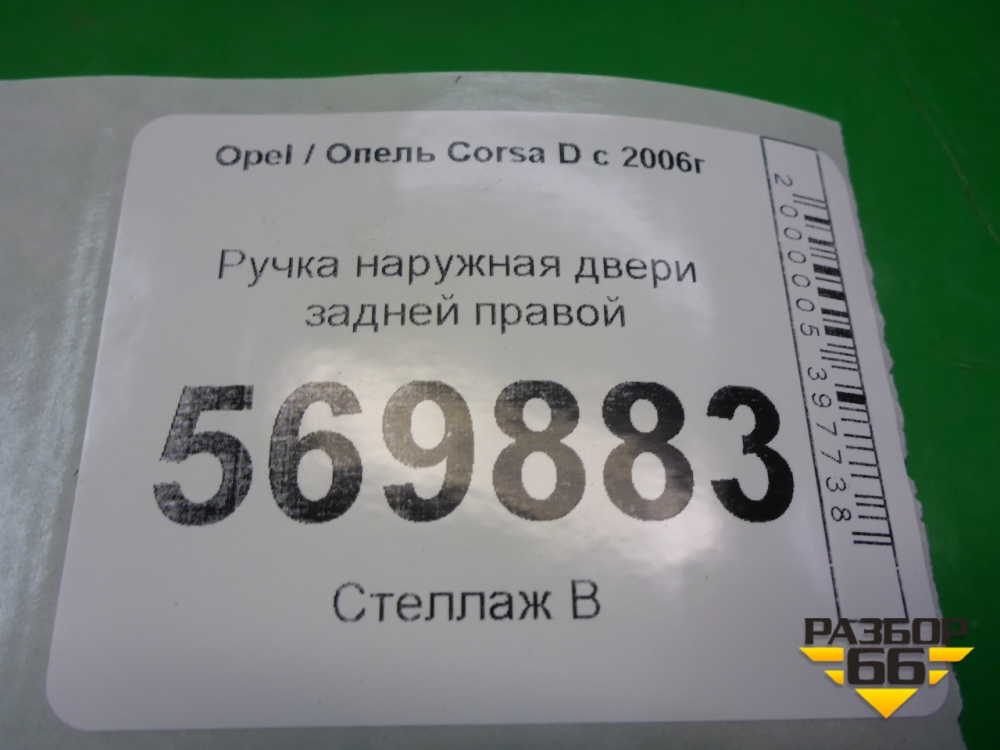 Opel / Опель Corsa D с 2006г
Ручка наружная двери
задней правой
569883
Стеллаж В
2000005397738
РАЗБОР
66